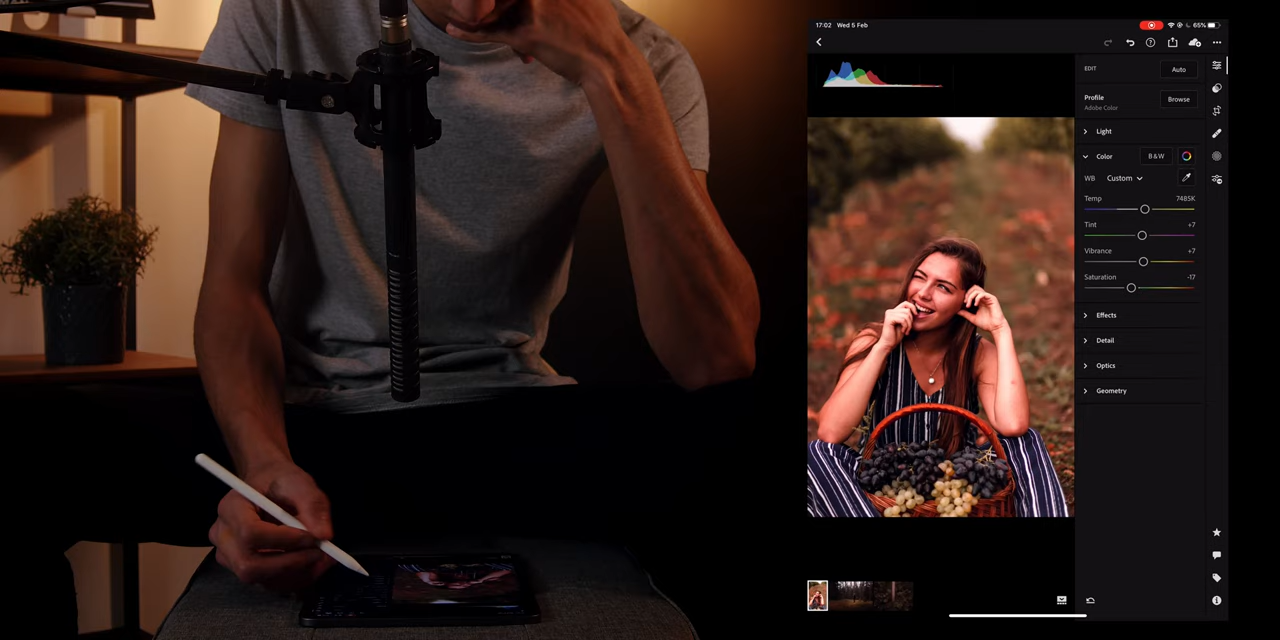 17:02 Wed 5 Feb
65%
EDIT
Auto
Profile
Adobe Color
Browse
Light
Color
B&W
WB
Custom
Temp
7485K
Tint
+7
Vibrance
+7
Saturation
-17
Effects
Detail
Optics
Geometry